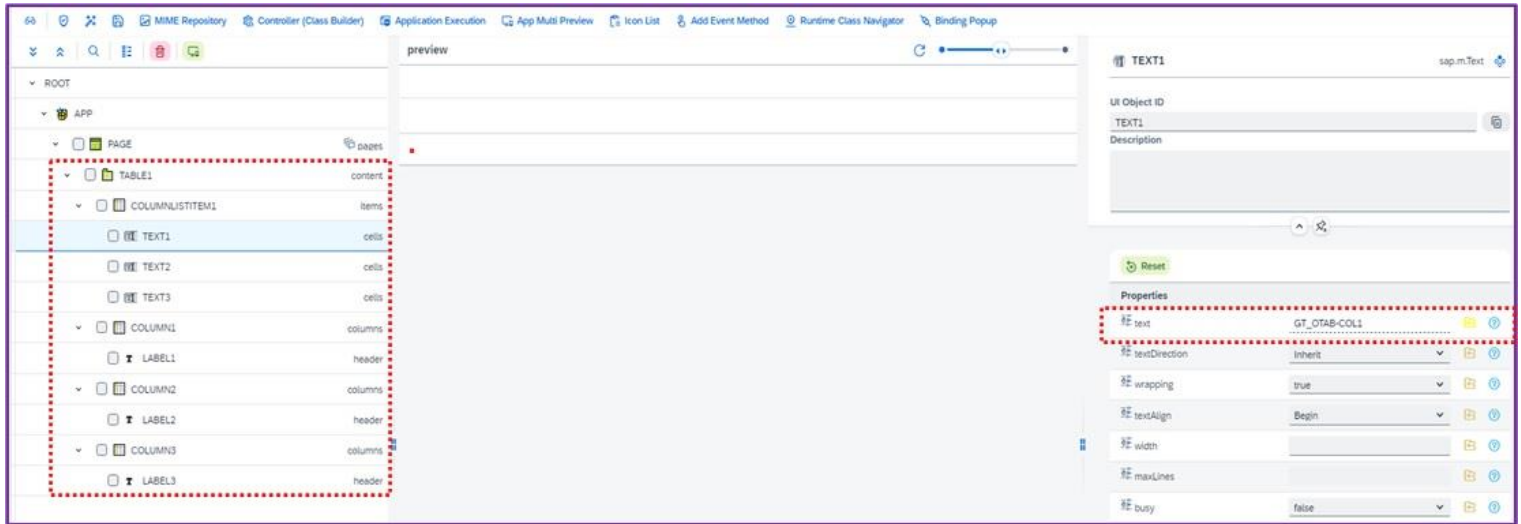 MIME Repository Controller (Class Builder) Application Execution App Multi Preview Icon List Add Event Method Runtime Class Navigator Binding Popup
preview
ROOT
APP
PAGE pages
TABLE1 content
COLUMNLISTITEM1 items
TEXT1 cells
TEXT2 cells
TEXT3 cells
COLUMN1 columns
LABEL1 header
COLUMN2 columns
LABEL2 header
COLUMN3 columns
LABEL3 header
TEXT1 sap.m.Text
UI Object ID
TEXT1
Description
Reset
Properties
text GT_OTAB-COL1
textDirection Inherit
wrapping true
textAlign Begin
width
maxLines
busy false